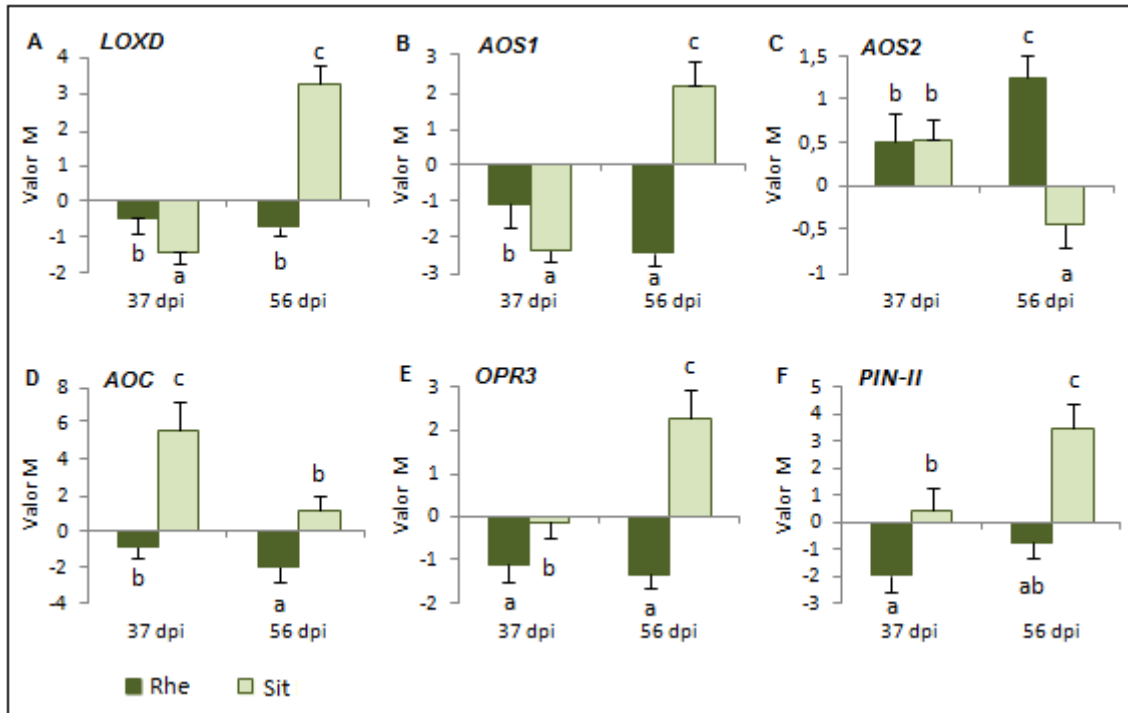 A LOXD
4
3
2
1
0
-1
-2
Valor M
c
b
a
b
37 dpi 56 dpi
B AOS1
3
2
1
0
-1
-2
-3
Valor M
c
b
a
a
37 dpi 56 dpi
C AOS2
1,5
1
0,5
0
-0,5
-1
Valor M
b b c
a
37 dpi 56 dpi
D AOC
8
6
4
2
0
-2
-4
Valor M
c
b
b
a
37 dpi 56 dpi
E OPR3
3
2
1
0
-1
-2
Valor M
c
a
b
a
37 dpi 56 dpi
F PIN-II
5
4
3
2
1
0
-1
-2
-3
Valor M
c
b
a
ab
37 dpi 56 dpi
Rhe Sit